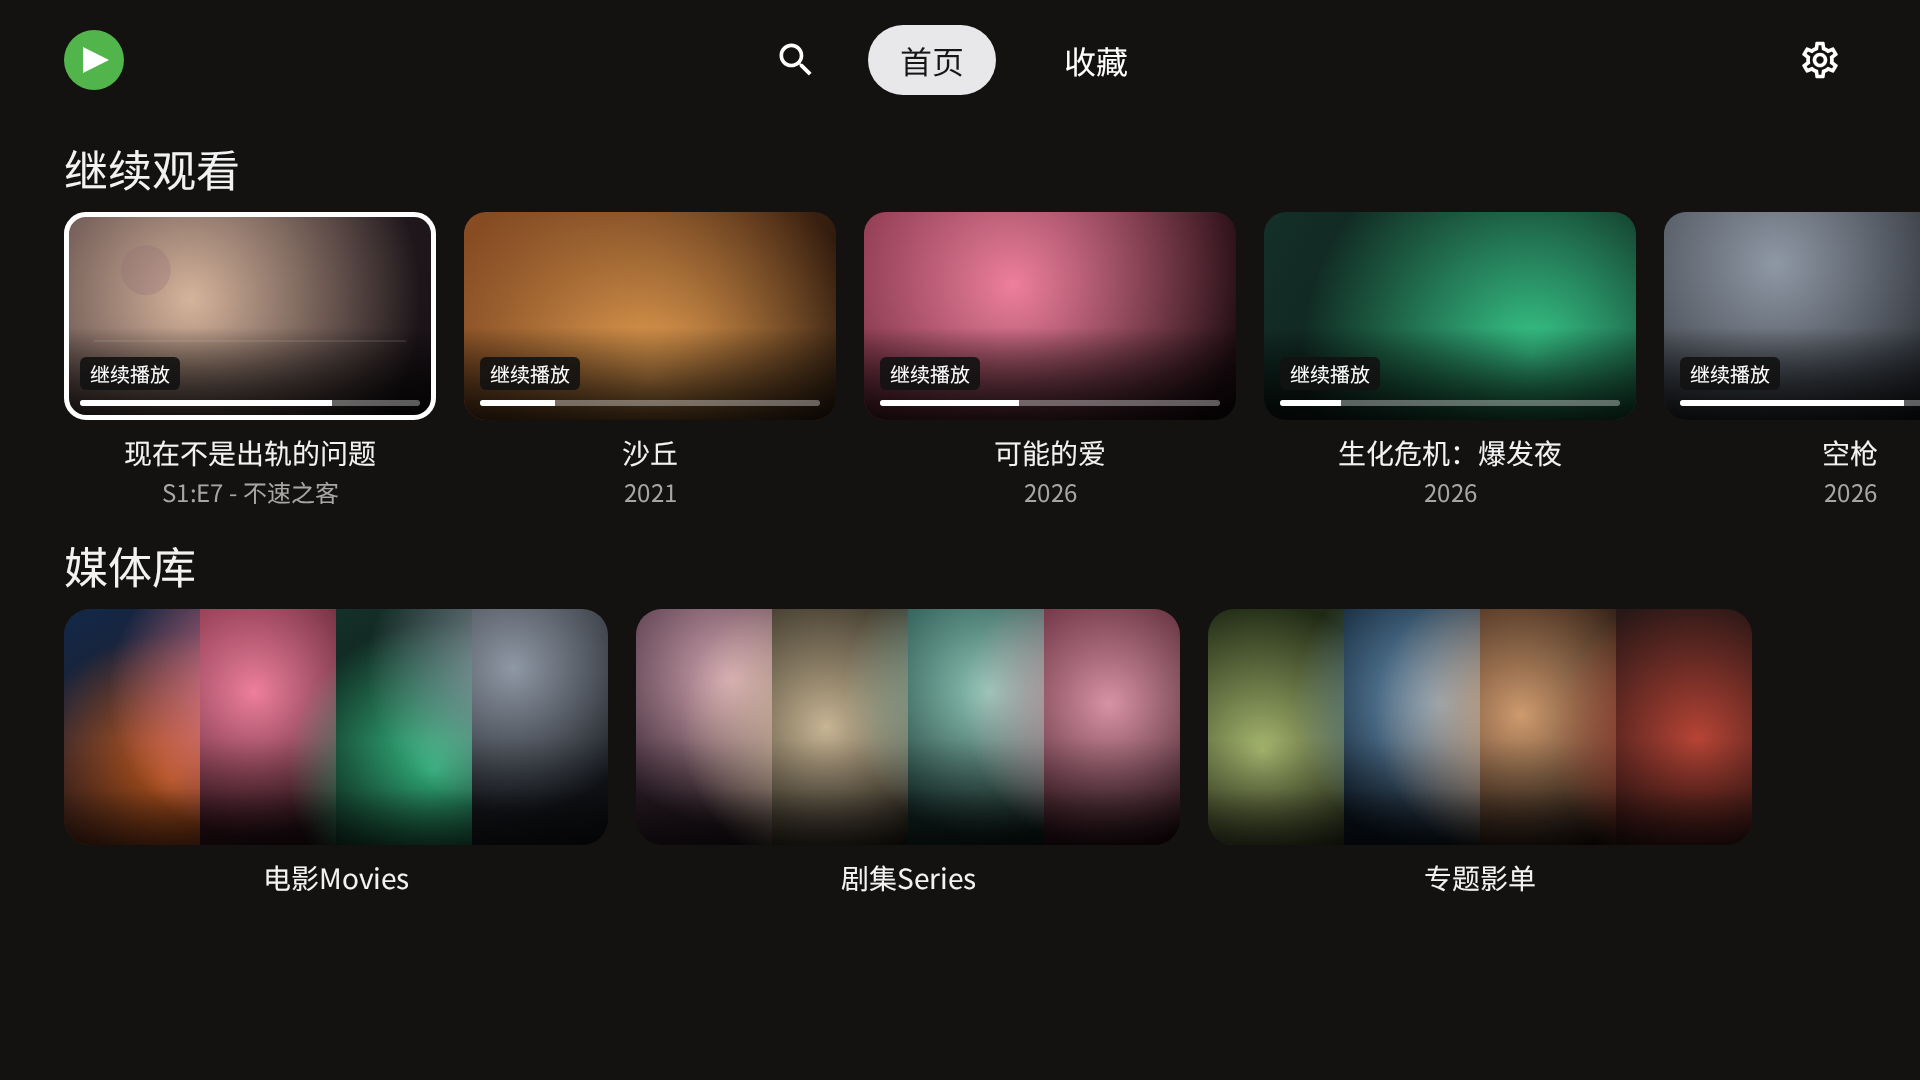 首页
收藏
继续观看
继续播放
继续播放
继续播放
继续播放
继续播放
现在不是出轨的问题
沙丘
可能的爱
生化危机：爆发夜
空枪
S1:E7 - 不速之客
2021
2026
2026
2026
媒体库
电影Movies
剧集Series
专题影单